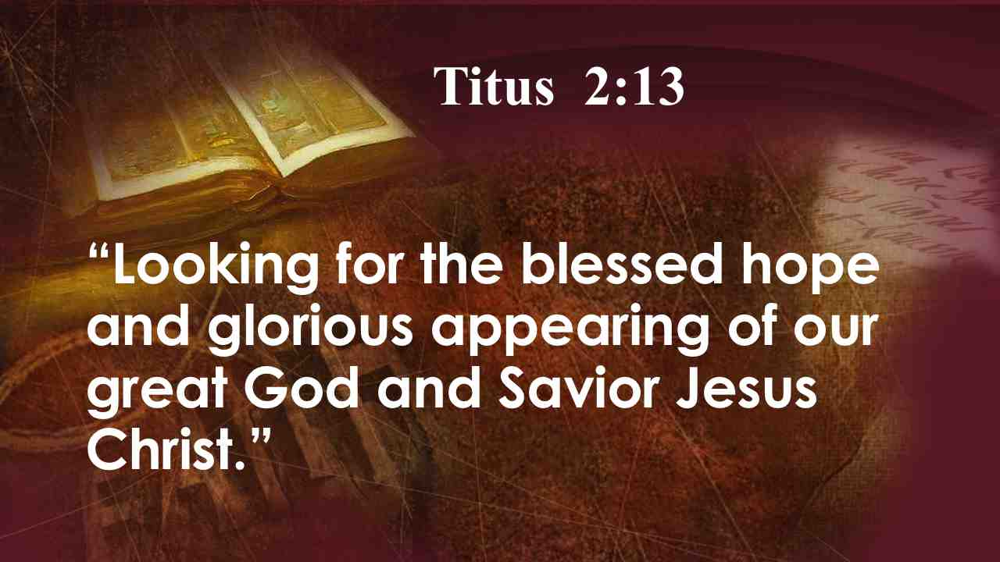 Titus 2:13
“Looking for the blessed hope
and glorious appearing of our
great God and Savior Jesus
Christ.”